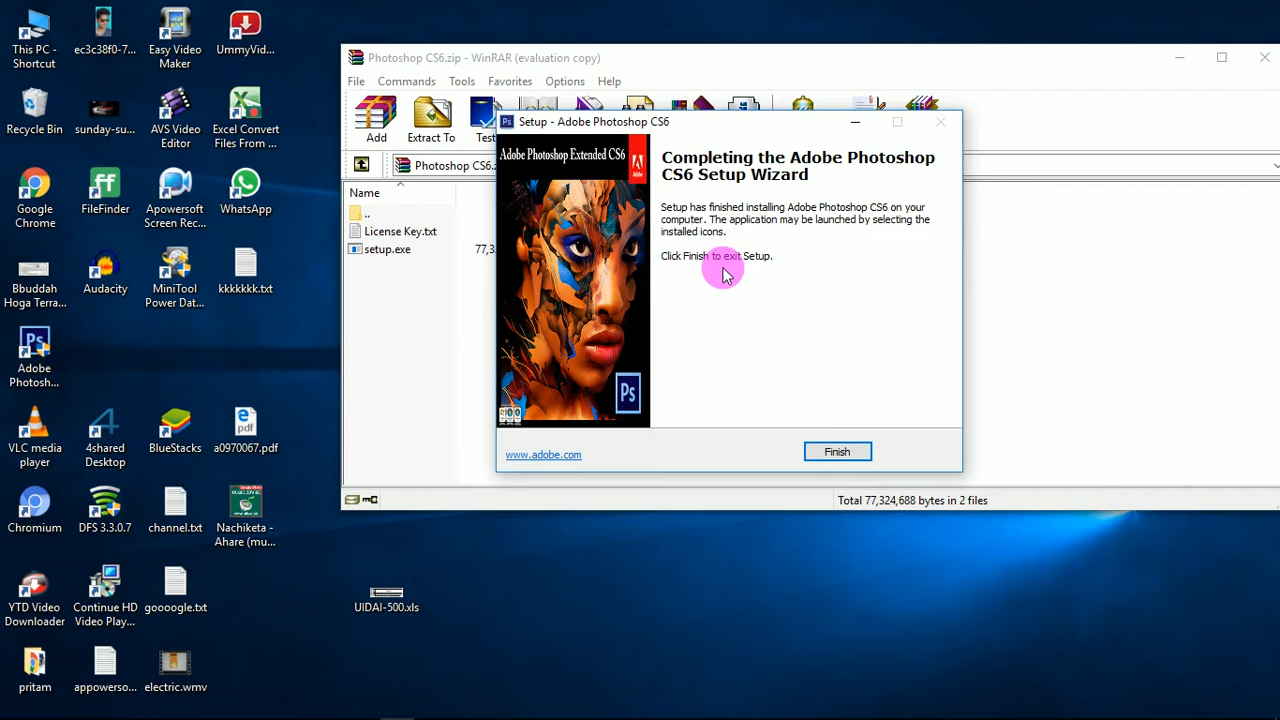 This PC -
Shortcut
ec3c38f0-7...
Easy Video
Maker
UmmyVid...
Recycle Bin
sunday-su...
AVS Video
Editor
Excel Convert
Files From ...
Google
Chrome
FileFinder
Apowersoft
Screen Rec...
WhatsApp
Bbuddah
Hoga Terra...
Audacity
MiniTool
Power Dat...
kkkkkkk.txt
Adobe
Photosh...
VLC media
player
4shared
Desktop
BlueStacks
a0970067.pdf
Chromium
DFS 3.3.0.7
channel.txt
Nachiketa -
Ahare (mu...
YTD Video
Downloader
Continue HD
Video Play...
goooogle.txt
pritam
appowerso...
electric.wmv
UIDAI-500.xls
Photoshop CS6.zip - WinRAR (evaluation copy)
File Commands Tools Favorites Options Help
Add Extract To Test
Photoshop CS6.z
Name
..
License Key.txt
setup.exe 77,3
Total 77,324,688 bytes in 2 files
Setup - Adobe Photoshop CS6
Adobe Photoshop Extended CS6
Adobe
Ps
Completing the Adobe Photoshop
CS6 Setup Wizard
Setup has finished installing Adobe Photoshop CS6 on your
computer. The application may be launched by selecting the
installed icons.
Click Finish to exit Setup.
www.adobe.com
Finish